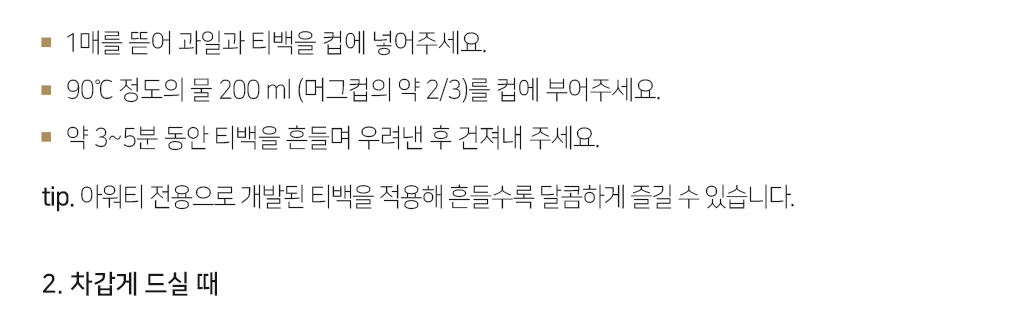 ▪ 1매를 뜯어 과일과 티백을 컵에 넣어주세요.
▪ 90℃ 정도의 물 200 ml (머그컵의 약 2/3)를 컵에 부어주세요.
▪ 약 3~5분 동안 티백을 흔들며 우려낸 후 건져내 주세요.
tip. 아워티 전용으로 개발된 티백을 적용해 흔들수록 달콤하게 즐길 수 있습니다.
2. 차갑게 드실 때